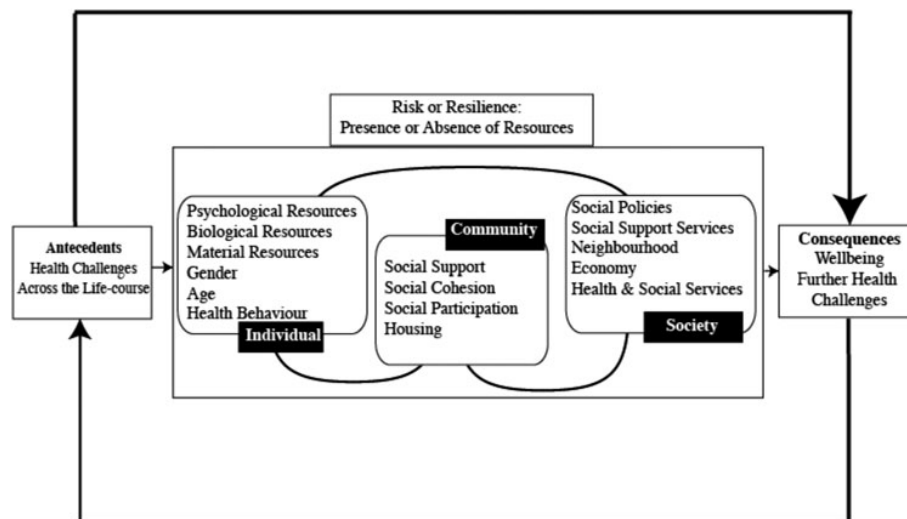 Risk or Resilience:
Presence or Absence of Resources
Antecedents
Health Challenges
Across the Life-course
Psychological Resources
Biological Resources
Material Resources
Gender
Age
Health Behaviour
Individual
Community
Social Support
Social Cohesion
Social Participation
Housing
Social Policies
Social Support Services
Neighbourhood
Economy
Health & Social Services
Society
Consequences
Wellbeing
Further Health
Challenges